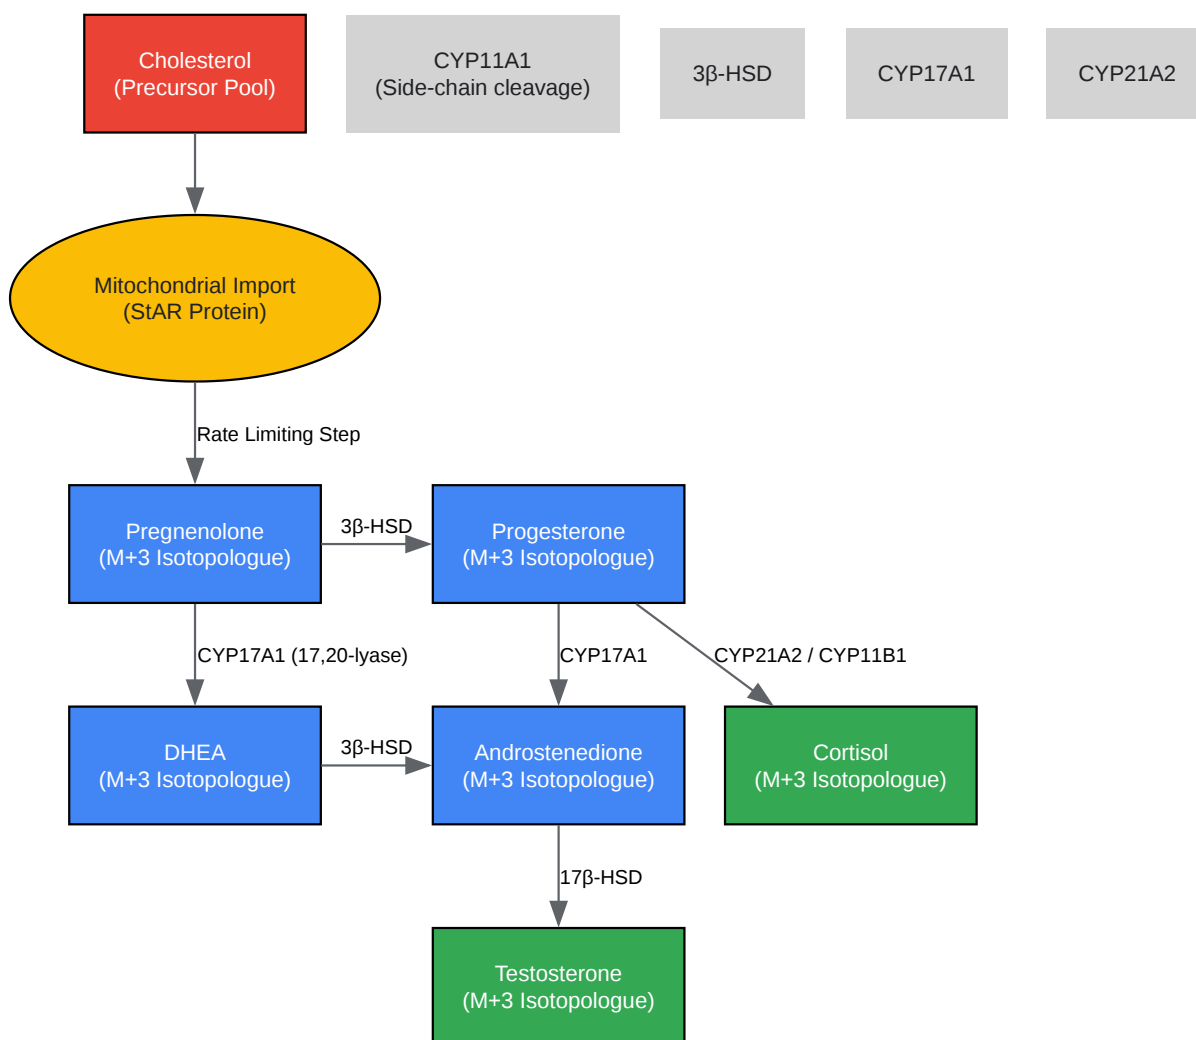 Cholesterol
(Precursor Pool)
CYP11A1
(Side-chain cleavage)
3β-HSD
CYP17A1
CYP21A2
Mitochondrial Import
(StAR Protein)
Rate Limiting Step
Pregnenolone
(M+3 Isotopologue)
3β-HSD
Progesterone
(M+3 Isotopologue)
CYP17A1 (17,20-lyase)
CYP17A1
CYP21A2 / CYP11B1
DHEA
(M+3 Isotopologue)
3β-HSD
Androstenedione
(M+3 Isotopologue)
Cortisol
(M+3 Isotopologue)
17β-HSD
Testosterone
(M+3 Isotopologue)